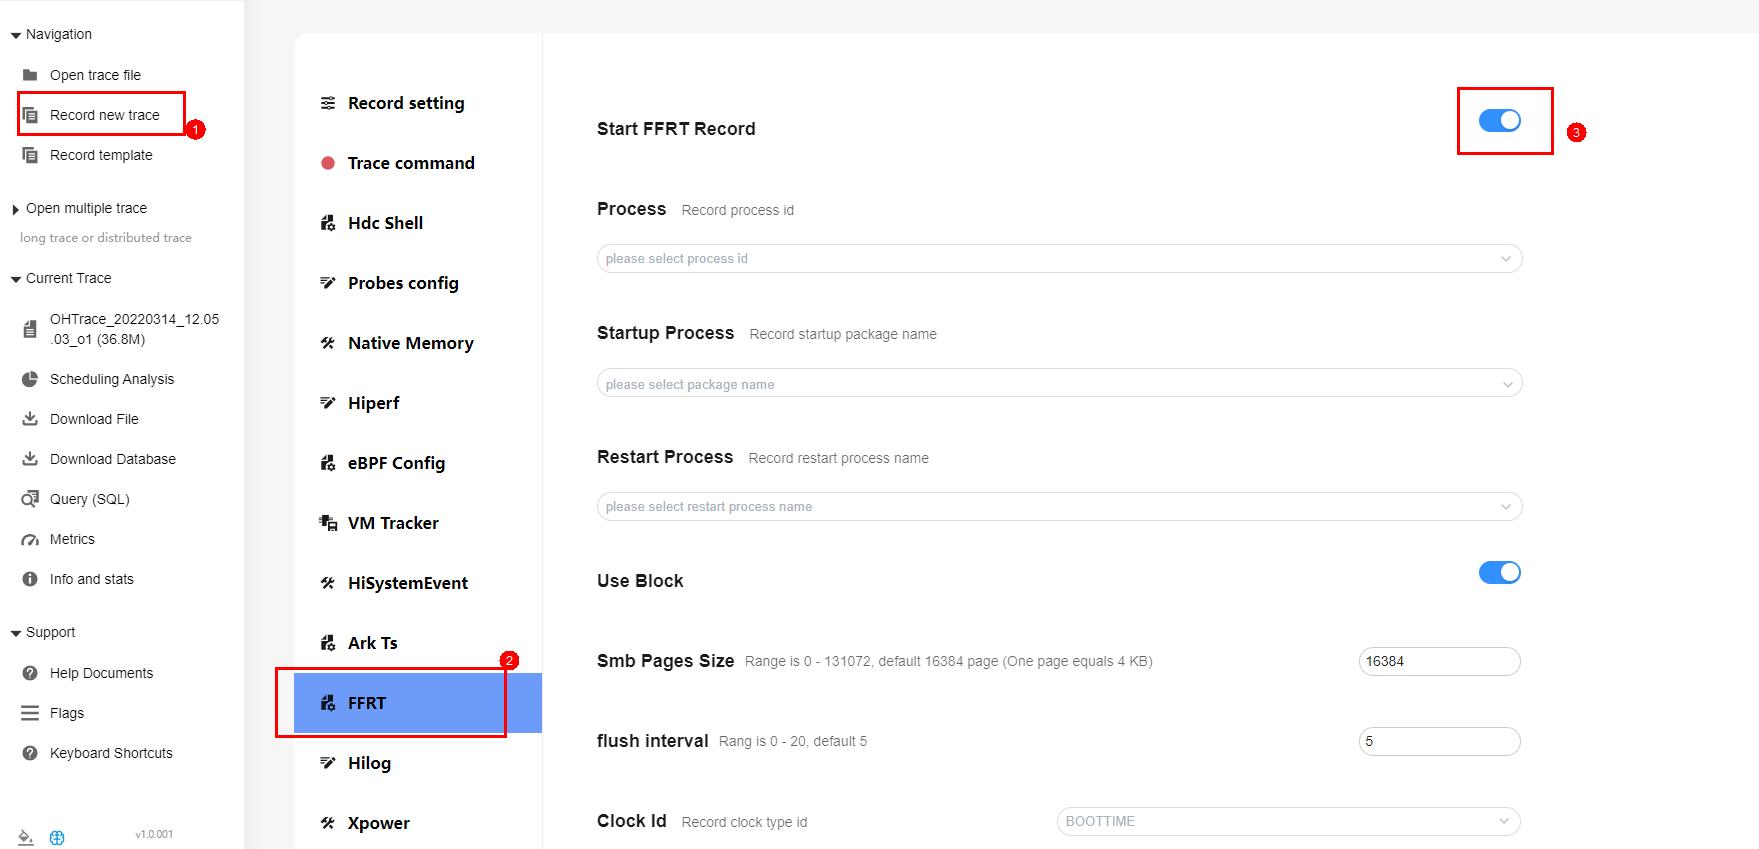 Navigation
Open trace file
Record new trace
1
Record template
Open multiple trace
long trace or distributed trace
Current Trace
OHTrace_20220314_12.05
.03_o1 (36.8M)
Scheduling Analysis
Download File
Download Database
Query (SQL)
Metrics
Info and stats
Support
Help Documents
Flags
Keyboard Shortcuts
v1.0.001
Record setting
Trace command
Hdc Shell
Probes config
Native Memory
Hiperf
eBPF Config
VM Tracker
HiSystemEvent
Ark Ts
2
FFRT
Hilog
Xpower
Start FFRT Record
3
Process Record process id
please select process id
Startup Process Record startup package name
please select package name
Restart Process Record restart process name
please select restart process name
Use Block
Smb Pages Size Range is 0 - 131072, default 16384 page (One page equals 4 KB) 16384
flush interval Rang is 0 - 20, default 5 5
Clock Id Record clock type id BOOTTIME